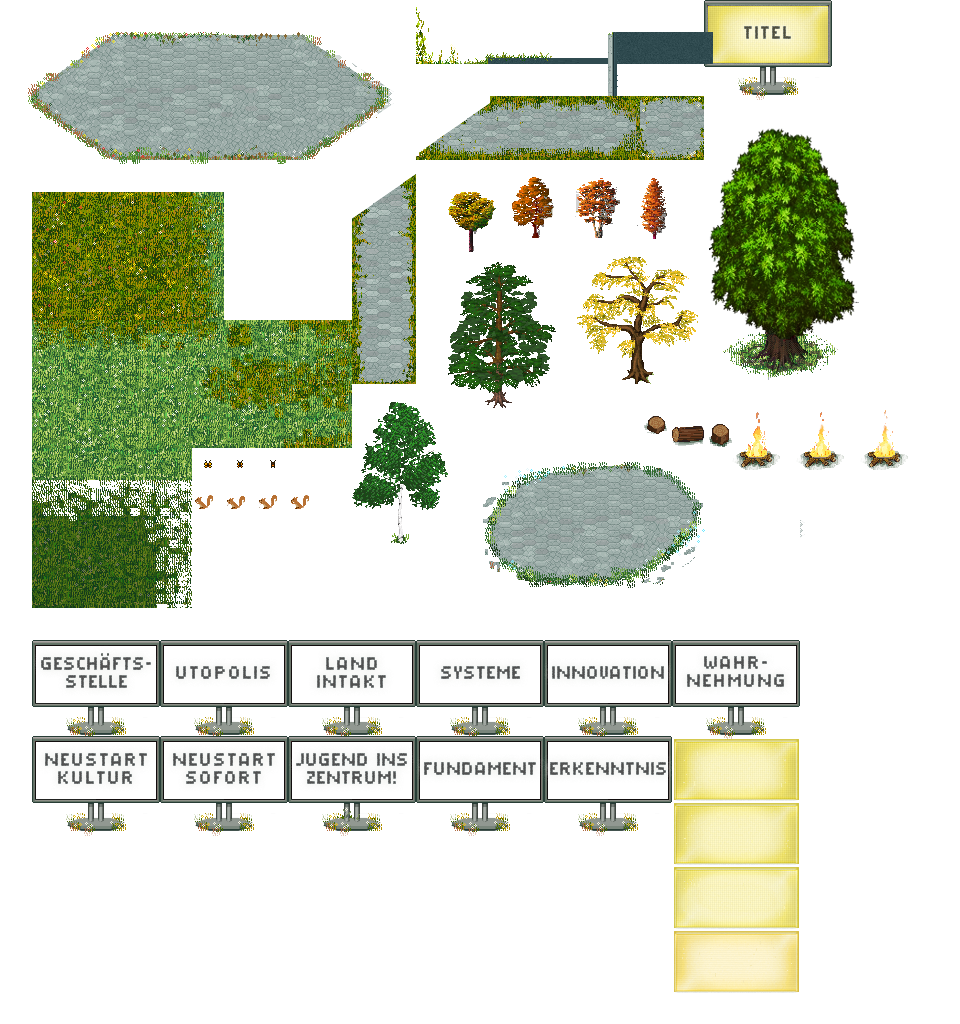 TITEL
GESCHÄFTS-
STELLE
UTOPOLIS
LAND
INTAKT
SYSTEME
INNOVATION
WAHR-
NEHMUNG
NEUSTART
KULTUR
NEUSTART
SOFORT
JUGEND INS
ZENTRUM!
FUNDAMENT
ERKENNTNIS